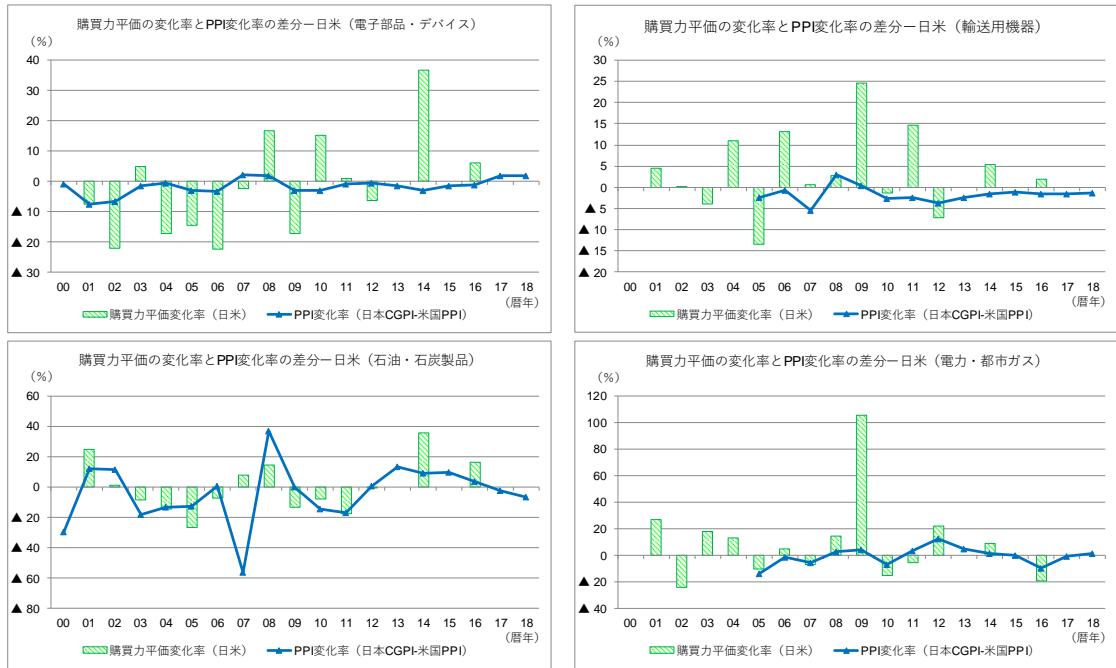 購買力平価の変化率とPPI変化率の差分ー日米（電子部品・デバイス）
（%）
40
30
20
10
0
▲ 10
▲ 20
▲ 30
00 01 02 03 04 05 06 07 08 09 10 11 12 13 14 15 16 17 18
（暦年）
購買力平価変化率（日米） PPI変化率（日本CGPI-米国PPI）
購買力平価の変化率とPPI変化率の差分ー日米（輸送用機器）
（%）
30
25
20
15
10
5
0
▲ 5
▲ 10
▲ 15
▲ 20
00 01 02 03 04 05 06 07 08 09 10 11 12 13 14 15 16 17 18
（暦年）
購買力平価変化率（日米） PPI変化率（日本CGPI-米国PPI）
購買力平価の変化率とPPI変化率の差分ー日米（石油・石炭製品）
（%）
60
40
20
0
▲ 20
▲ 40
▲ 60
▲ 80
00 01 02 03 04 05 06 07 08 09 10 11 12 13 14 15 16 17 18
（暦年）
購買力平価変化率（日米） PPI変化率（日本CGPI-米国PPI）
購買力平価の変化率とPPI変化率の差分ー日米（電力・都市ガス）
（%）
120
100
80
60
40
20
0
▲ 20
▲ 40
00 01 02 03 04 05 06 07 08 09 10 11 12 13 14 15 16 17 18
（暦年）
購買力平価変化率（日米） PPI変化率（日本CGPI-米国PPI）